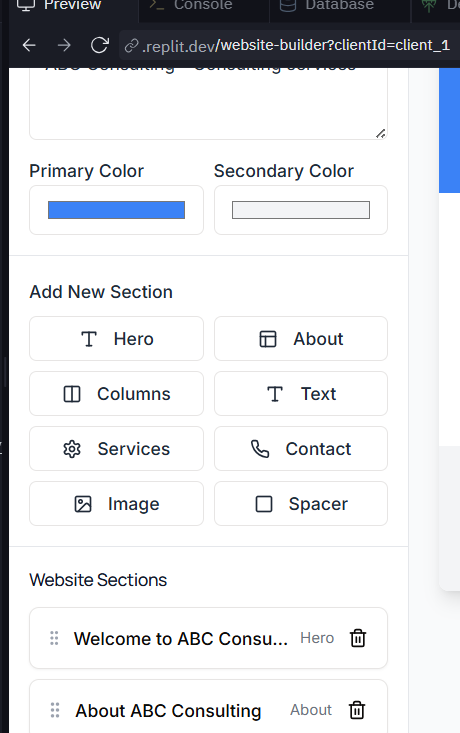 Preview
Console
Database
De
.replit.dev/website-builder?clientId=client_1
ABC Consulting - Consulting services
Primary Color
Secondary Color
Add New Section
Hero
About
Columns
Text
Services
Contact
Image
Spacer
Website Sections
Welcome to ABC Consu... Hero
About ABC Consulting About